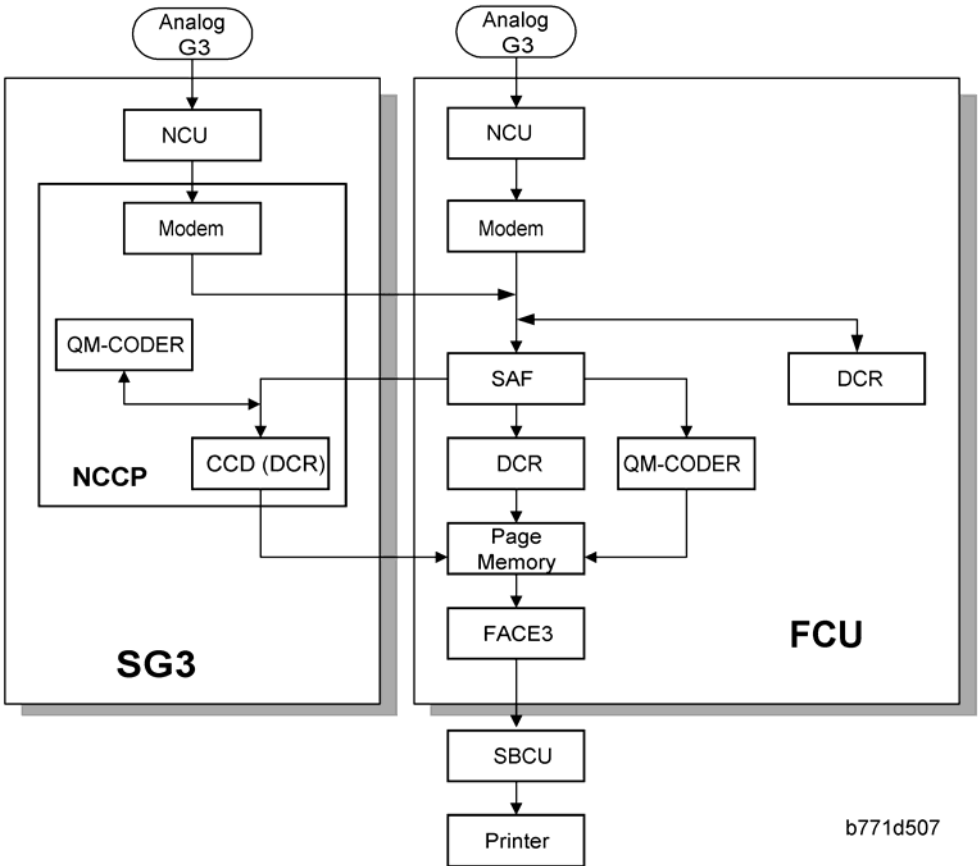 Analog
G3
Analog
G3
NCU
NCU
Modem
Modem
QM-CODER
SAF
DCR
CCD (DCR)
DCR
QM-CODER
NCCP
Page
Memory
FACE3
FCU
SG3
SBCU
Printer
b771d507